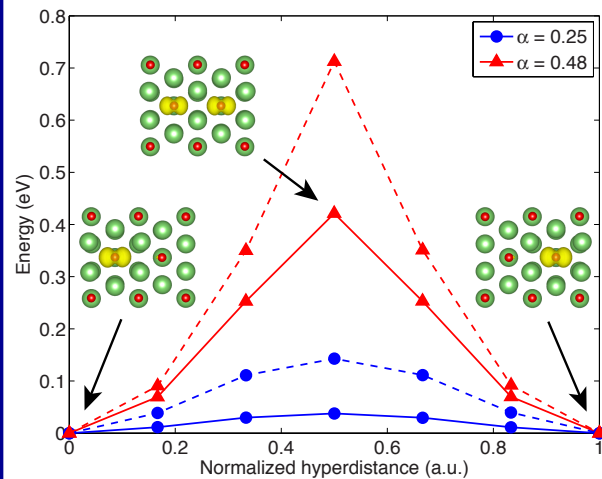 0.8
0.7
0.6
0.5
0.4
0.3
0.2
0.1
0
Energy (eV)
α = 0.25
α = 0.48
0 0.2 0.4 0.6 0.8 1
Normalized hyperdistance (a.u.)